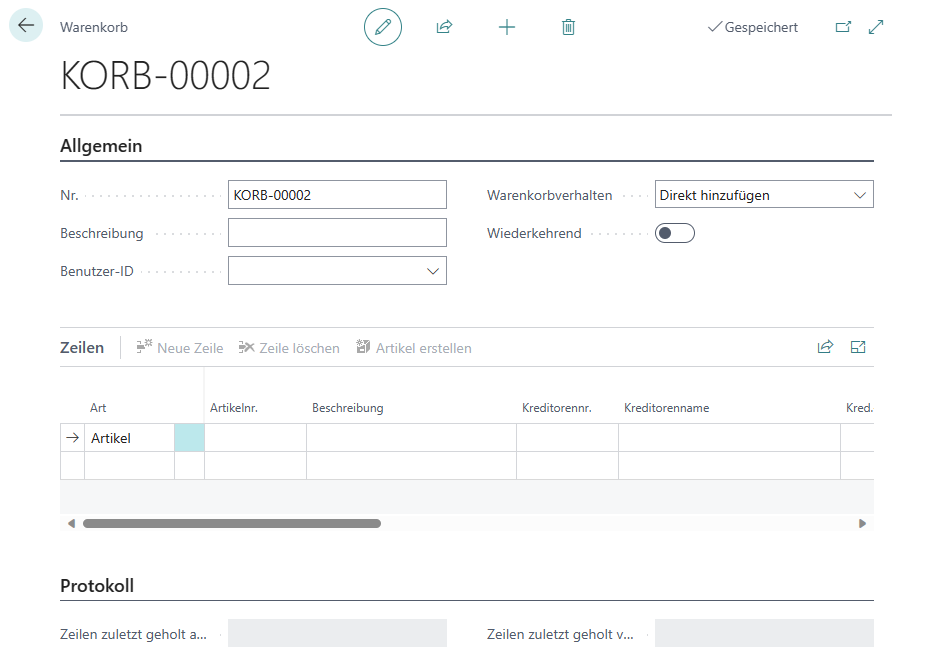 Warenkorb
Gespeichert
KORB-00002
Allgemein
Nr.
KORB-00002
Warenkorbverhalten
Direkt hinzufügen
Beschreibung
Wiederkehrend
Benutzer-ID
Zeilen
Neue Zeile
Zeile löschen
Artikel erstellen
Art
Artikelnr.
Beschreibung
Kreditorennr.
Kreditorenname
Kred.
Artikel
Protokoll
Zeilen zuletzt geholt a...
Zeilen zuletzt geholt v...